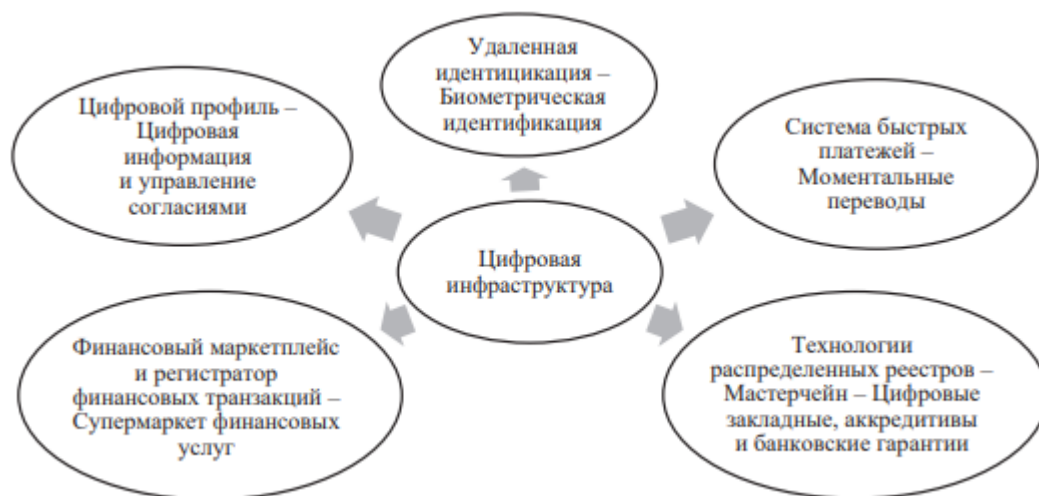 Удаленная
идентицикация –
Биометрическая
идентификация
Цифровой профиль –
Цифровая
информация
и управление
согласиями
Система быстрых
платежей –
Моментальные
переводы
Цифровая
инфраструктура
Финансовый маркетплейс
и регистратор
финансовых транзакций –
Супермаркет финансовых
услуг
Технологии
распределенных реестров –
Мастерчейн – Цифровые
закладные, аккредитивы
и банковские гарантии